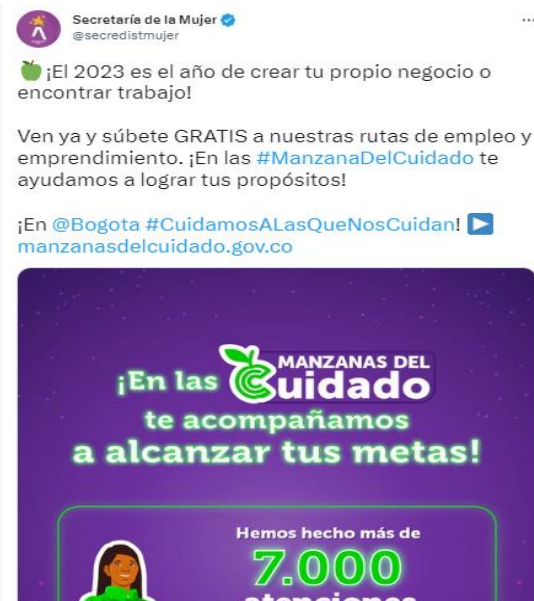 Secretaría de la Mujer
@secredistmujer
¡El 2023 es el año de crear tu propio negocio o
encontrar trabajo!
Ven ya y súbete GRATIS a nuestras rutas de empleo y
emprendimiento. ¡En las #ManzanaDelCuidado te
ayudamos a lograr tus propósitos!
¡En @Bogota #CuidamosALasQueNosCuidan!
manzanasdelcuidado.gov.co
MANZANAS DEL
¡En las Cuidado
te acompañamos
a alcanzar tus metas!
Hemos hecho más de
7.000
atenciones